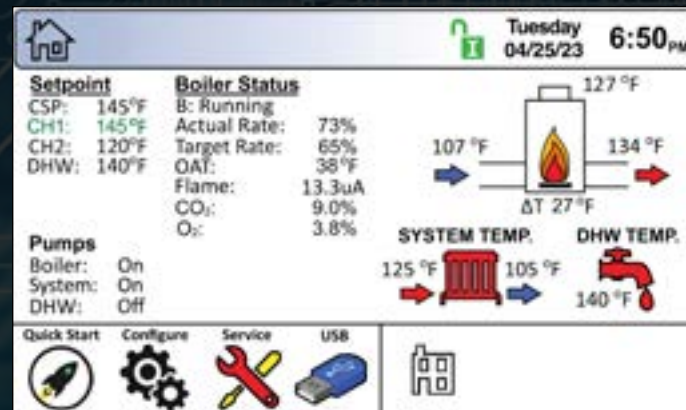 Tuesday
04/25/23
6:50PM
I
Setpoint
CSP: 145°F
CH1: 145°F
CH2: 120°F
DHW: 140°F
Boiler Status
B: Running
Actual Rate: 73%
Target Rate: 65%
OAT: 38°F
Flame: 13.3uA
CO₂: 9.0%
O₂: 3.8%
127 °F
107 °F
134 °F
ΔT 27 °F
Pumps
Boiler: On
System: On
DHW: Off
SYSTEM TEMP.
125 °F
105 °F
DHW TEMP.
140 °F
Quick Start
Configure
Service
USB